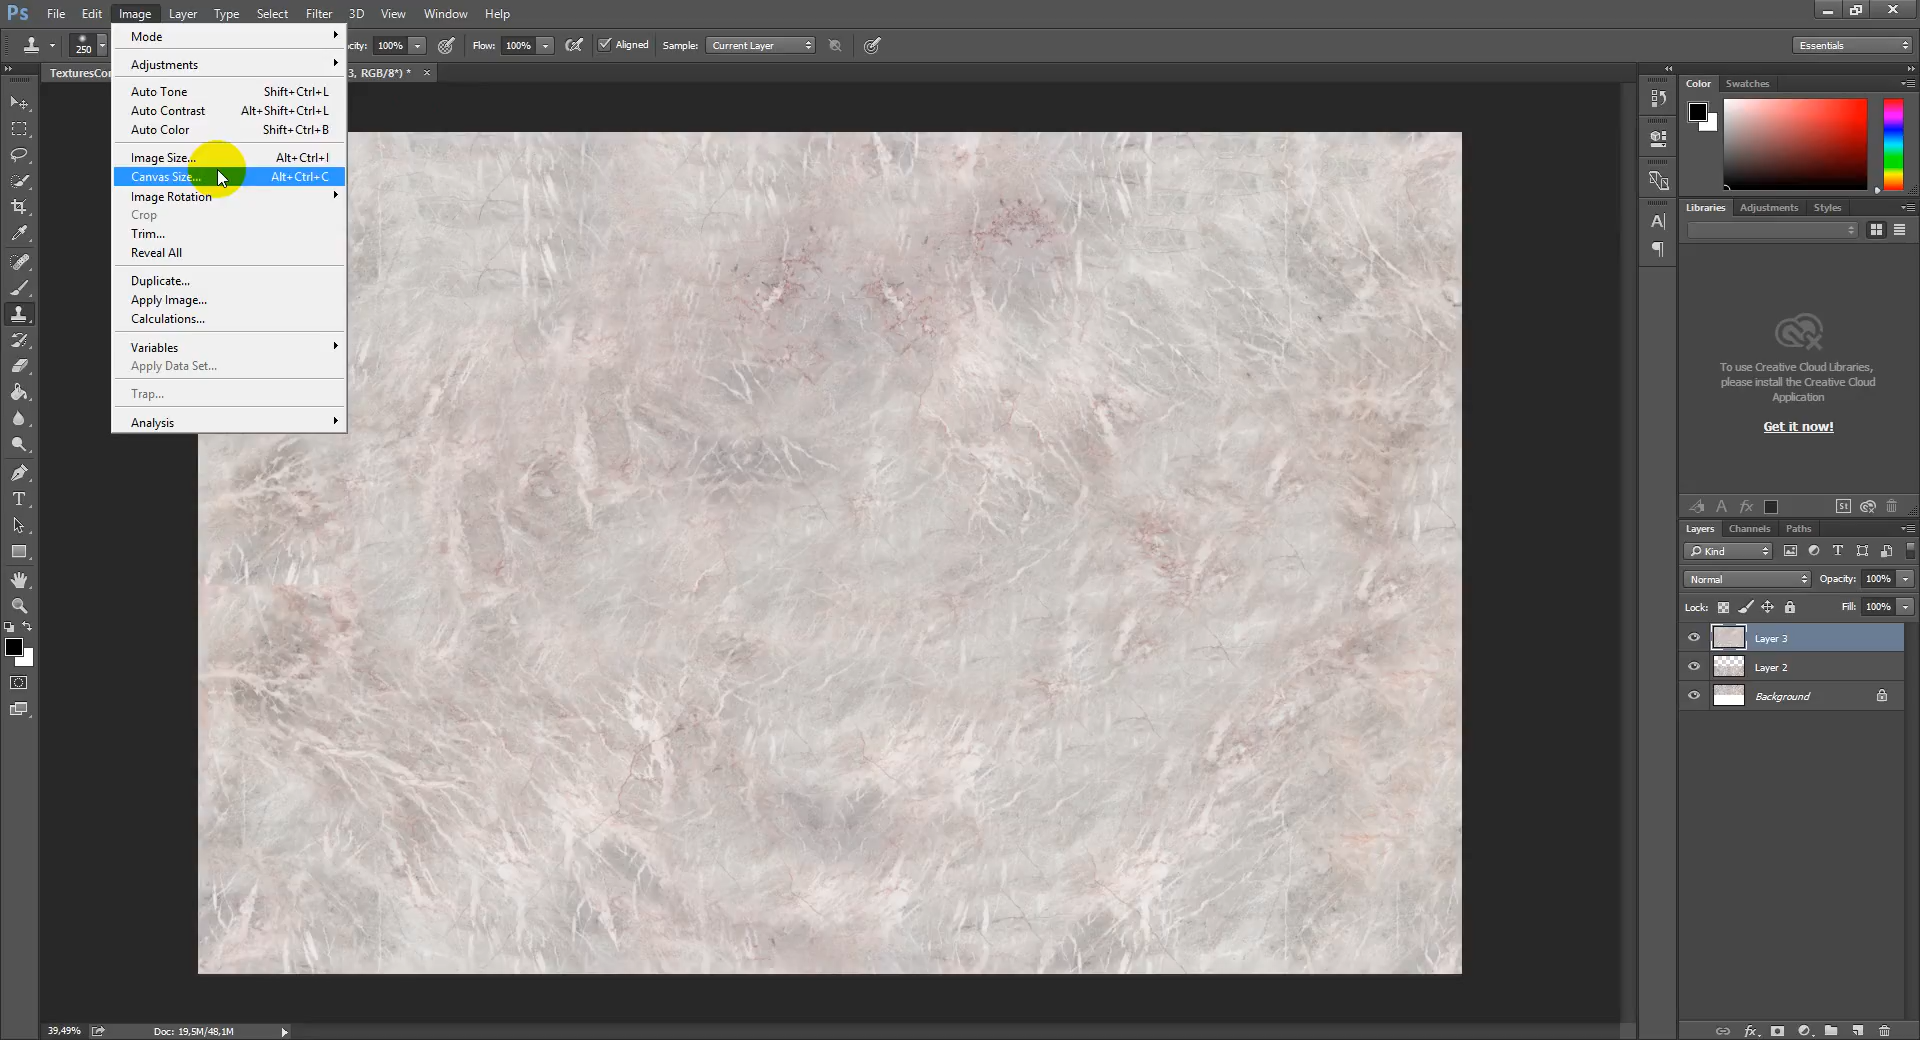 Ps File Edit Image Layer Type Select Filter 3D View Window Help
250 100% Flow: 100% Aligned Sample: Current Layer Essentials
3, RGB/8*) * ×
Mode
Adjustments
Auto Tone Shift+Ctrl+L
Auto Contrast Alt+Shift+Ctrl+L
Auto Color Shift+Ctrl+B
Image Size... Alt+Ctrl+I
Canvas Size... Alt+Ctrl+C
Image Rotation
Crop
Trim...
Reveal All
Duplicate...
Apply Image...
Calculations...
Variables
Apply Data Set...
Trap...
Analysis
Color Swatches
Libraries Adjustments Styles
To use Creative Cloud Libraries,
please install the Creative Cloud
Application
Get it now!
St
Layers Channels Paths
Kind
Normal Opacity: 100%
Lock: Fill: 100%
Layer 3
Layer 2
Background
39,49% Doc: 19,5M/48,1M